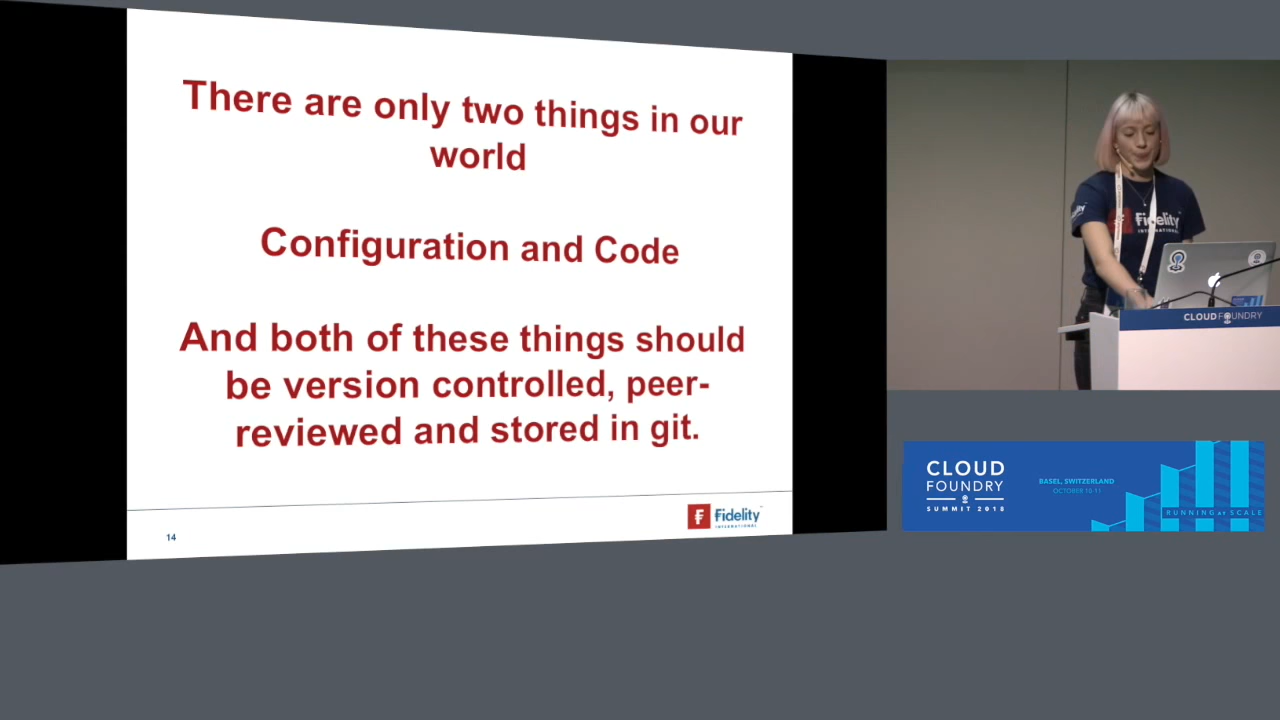 There are only two things in our
world
Configuration and Code
And both of these things should
be version controlled, peer-
reviewed and stored in git.
14
Fidelity
INTERNATIONAL
Fidelity
INTERNATIONAL
CLOUD FOUNDRY
CLOUD
FOUNDRY
SUMMIT 2018
BASEL, SWITZERLAND
OCTOBER 10-11
RUNNING AT SCALE